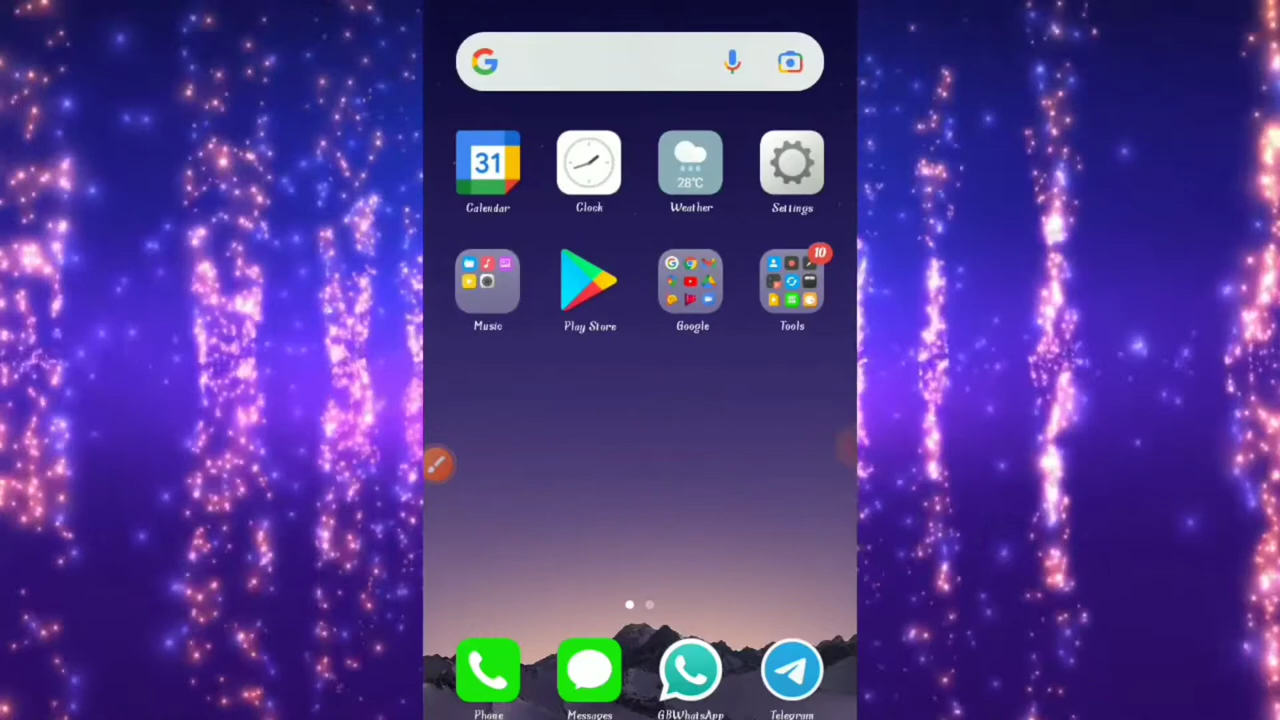 31
28°C
Calendar Clock Weather Settings
10
Music Play Store Google Tools
Phone Messages GBWhatsApp Telegram